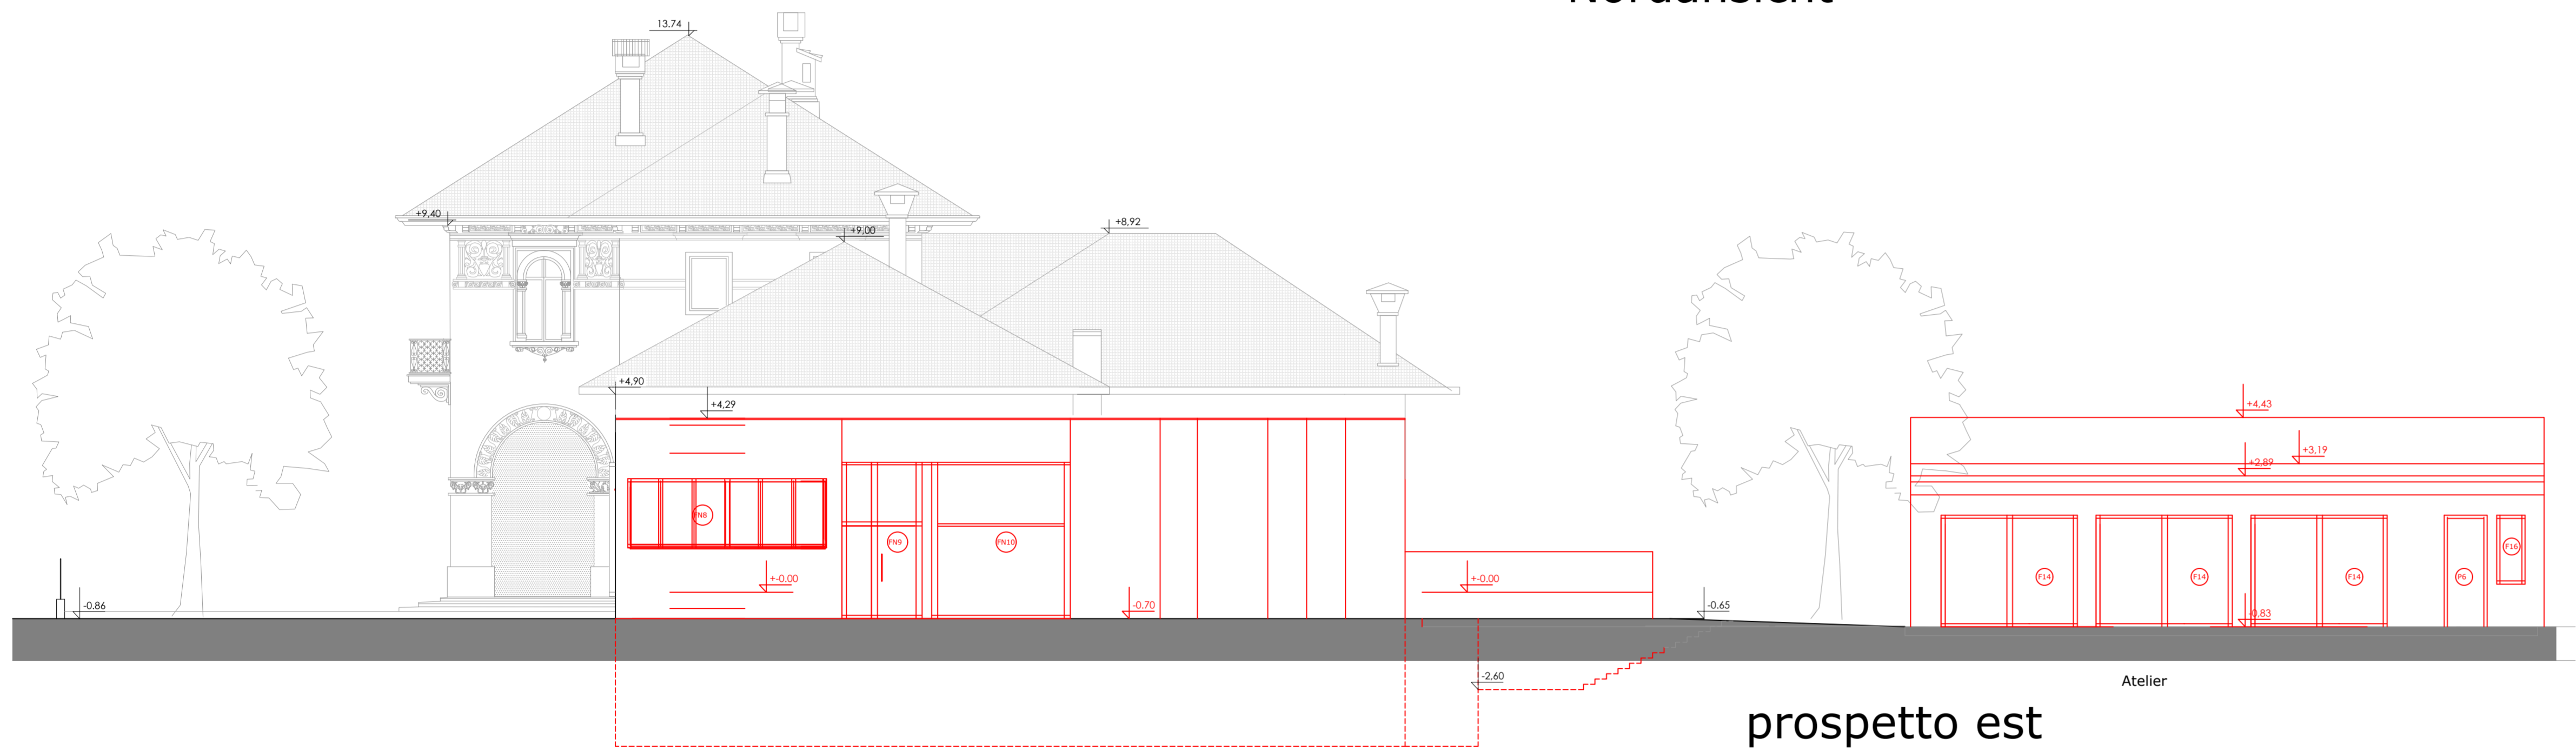 13.74
+9,40
+9,00
+8,92
+4,90
+4,29
+4,43
+3,19
+2,89
FN8
FN9
FN10
F14
F14
F14
P6
F16
+-0.00
+-0.00
-0.86
-0.70
-0.65
-0,83
-2,60
Atelier
prospetto est